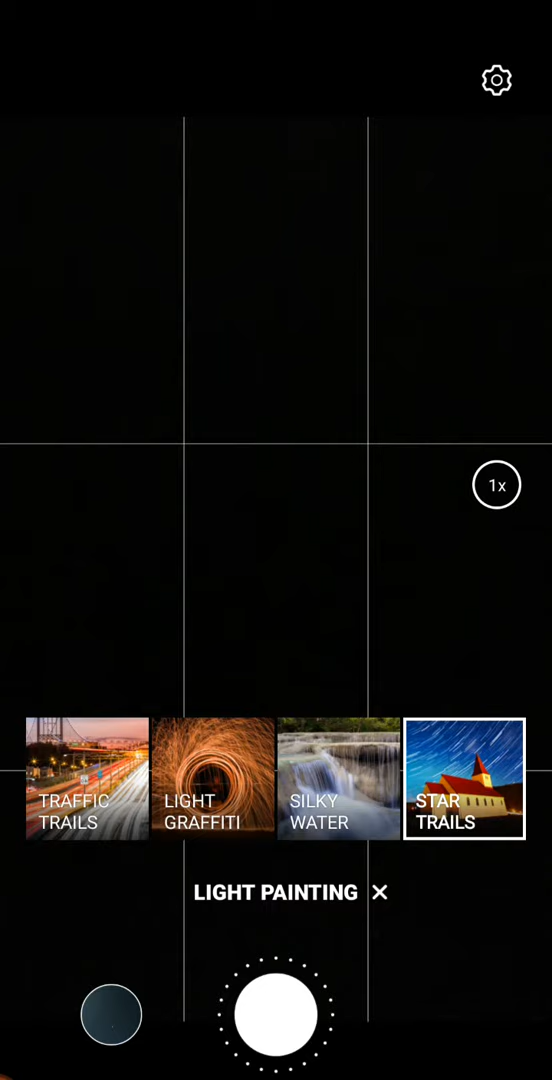 1x
TRAFFIC
TRAILS
LIGHT
GRAFFITI
SILKY
WATER
STAR
TRAILS
LIGHT PAINTING